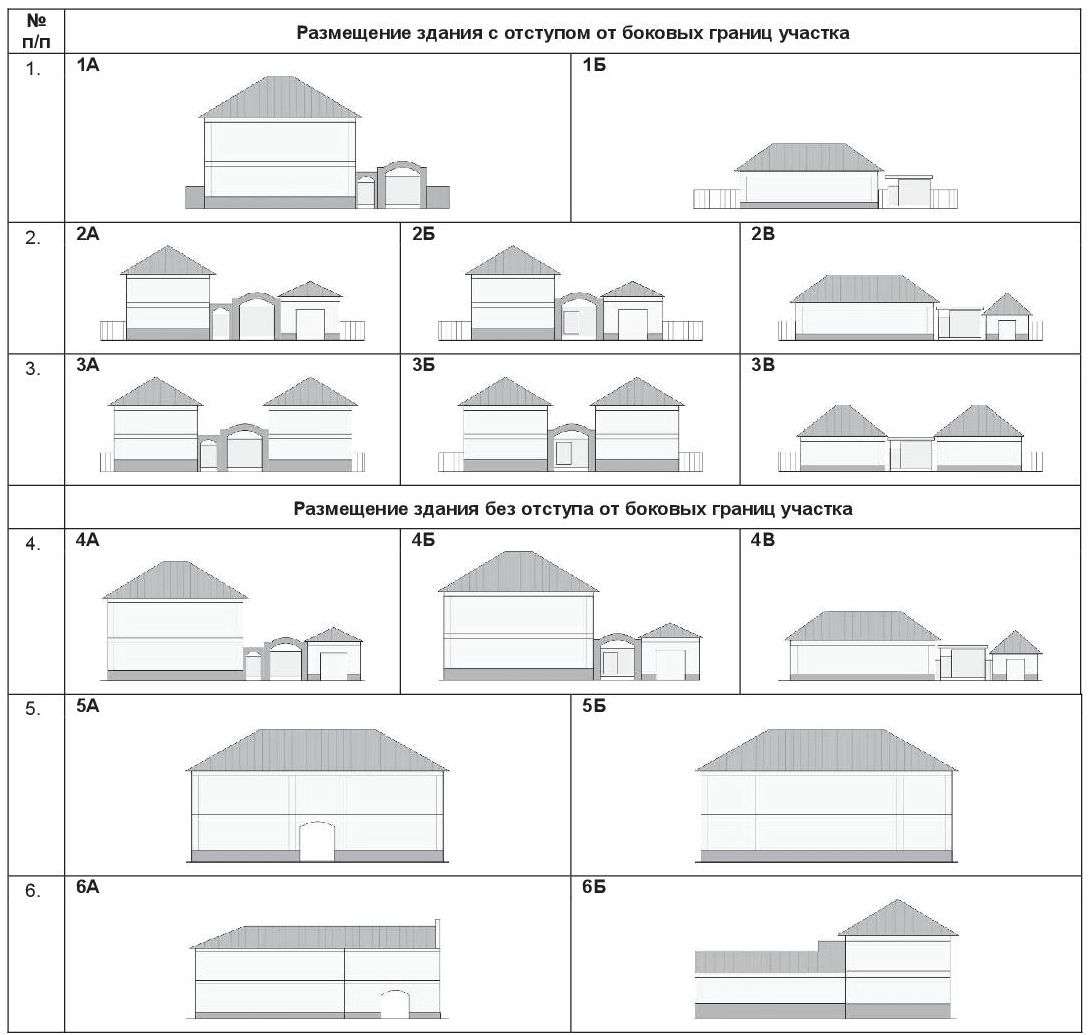 №
п/п
Размещение здания с отступом от боковых границ участка
1.
1А
1Б
2.
2А
2Б
2В
3.
3А
3Б
3В
Размещение здания без отступа от боковых границ участка
4.
4А
4Б
4В
5.
5А
5Б
6.
6А
6Б